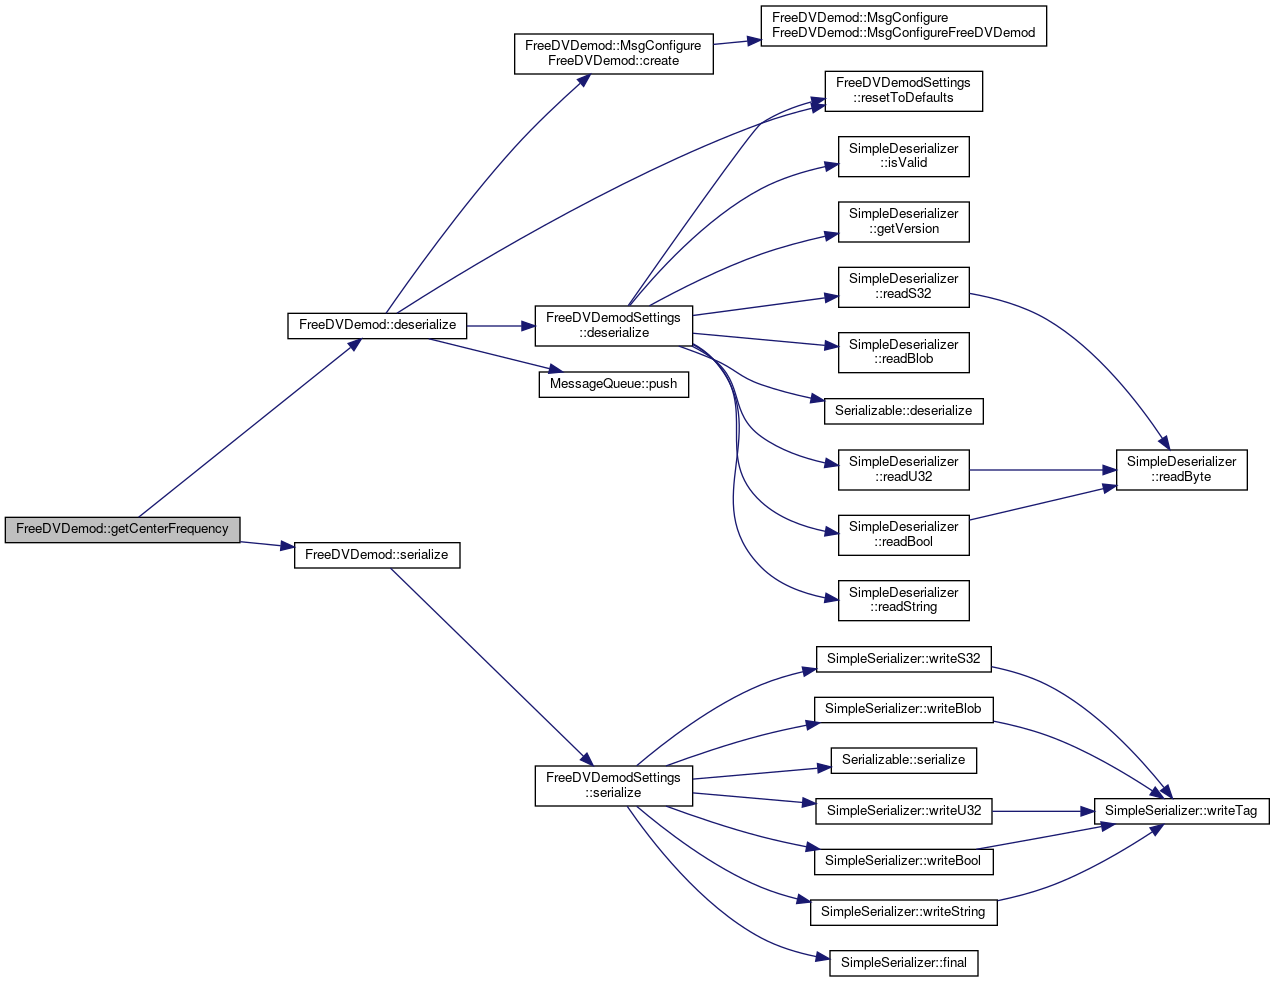 FreeDVDemod::MsgConfigure
FreeDVDemod::MsgConfigureFreeDVDemod
FreeDVDemod::MsgConfigure
FreeDVDemod::create
FreeDVDemodSettings
::resetToDefaults
SimpleDeserializer
::isValid
SimpleDeserializer
::getVersion
SimpleDeserializer
::readS32
FreeDVDemod::deserialize
FreeDVDemodSettings
::deserialize
SimpleDeserializer
::readBlob
MessageQueue::push
Serializable::deserialize
SimpleDeserializer
::readU32
SimpleDeserializer
::readByte
FreeDVDemod::getCenterFrequency
SimpleDeserializer
::readBool
FreeDVDemod::serialize
SimpleDeserializer
::readString
SimpleSerializer::writeS32
SimpleSerializer::writeBlob
Serializable::serialize
FreeDVDemodSettings
::serialize
SimpleSerializer::writeU32
SimpleSerializer::writeTag
SimpleSerializer::writeBool
SimpleSerializer::writeString
SimpleSerializer::final